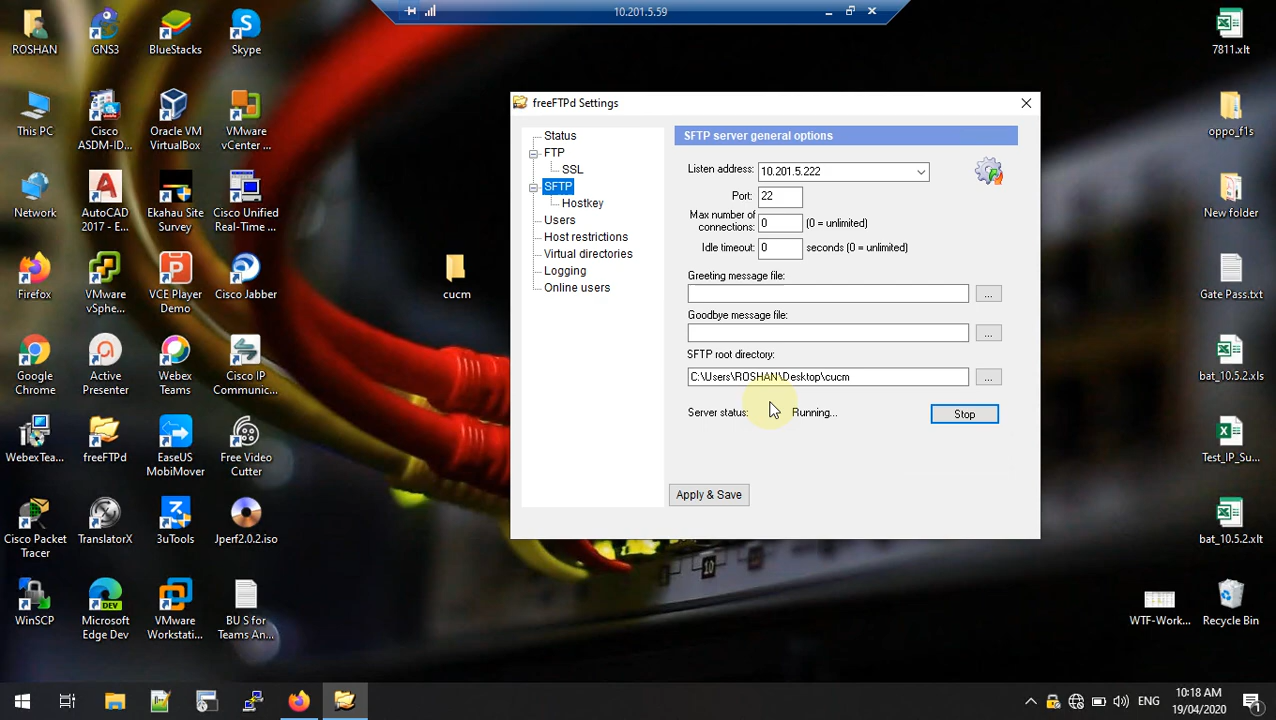 10.201.5.59
ROSHAN
GNS3
BlueStacks
Skype
7811.xlt
This PC
Cisco
ASDM-ID...
Oracle VM
VirtualBox
VMware
vCenter ...
oppo_f1s
Network
AutoCAD
2017 - E...
Ekahau Site
Survey
Cisco Unified
Real-Time ...
New folder
Firefox
VMware
vSphe...
VCE Player
Demo
Cisco Jabber
cucm
Gate Pass.txt
Google
Chrome
Active
Presenter
Webex
Teams
Cisco IP
Communic...
bat_10.5.2.xls
WebexTea...
freeFTPd
EaseUS
MobiMover
Free Video
Cutter
Test_IP_Su...
Cisco Packet
Tracer
TranslatorX
3uTools
Jperf2.0.2.iso
bat_10.5.2.xlt
WinSCP
Microsoft
Edge Dev
DEV
VMware
Workstati...
BU S for
Teams An...
WTF-Work...
Recycle Bin
freeFTPd Settings
Status
FTP
SSL
SFTP
Hostkey
Users
Host restrictions
Virtual directories
Logging
Online users
SFTP server general options
Listen address: 10.201.5.222
Port: 22
Max number of
connections: 0 (0 = unlimited)
Idle timeout: 0 seconds (0 = unlimited)
Greeting message file:
...
Goodbye message file:
...
SFTP root directory:
C:\Users\ROSHAN\Desktop\cucm ...
Server status: Running... Stop
Apply & Save
10
ENG
10:18 AM
19/04/2020
1